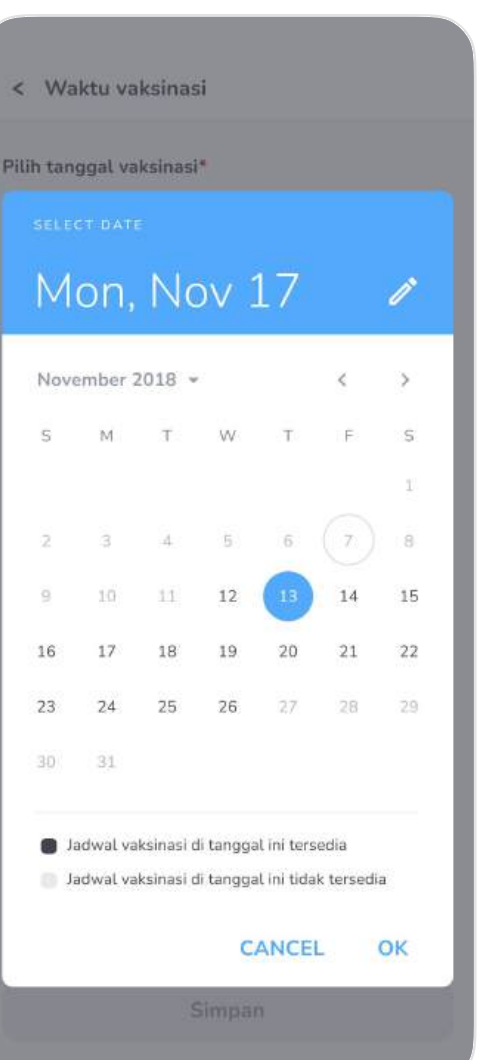 < Waktu vaksinasi
Pilih tanggal vaksinasi*
SELECT DATE
Mon, Nov 17
November 2018
< >
S M T W T F S
1
2 3 4 5 6 7 8
9 10 11 12 13 14 15
16 17 18 19 20 21 22
23 24 25 26 27 28 29
30 31
Jadwal vaksinasi di tanggal ini tersedia
Jadwal vaksinasi di tanggal ini tidak tersedia
CANCEL OK
Simpan